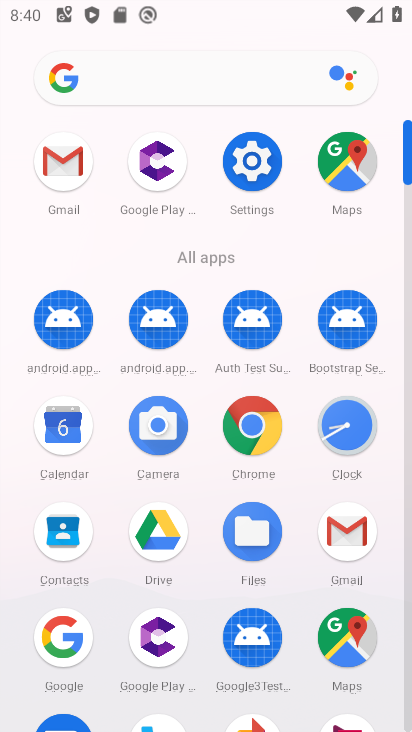 8:40
Gmail
Google Play ...
Settings
Maps
All apps
android.app...
android.app....
Auth Test Su...
Bootstrap Se...
6
Calendar
Camera
Chrome
Clock
Contacts
Drive
Files
Gmail
Google
Google Play ...
Google3Test...
Maps